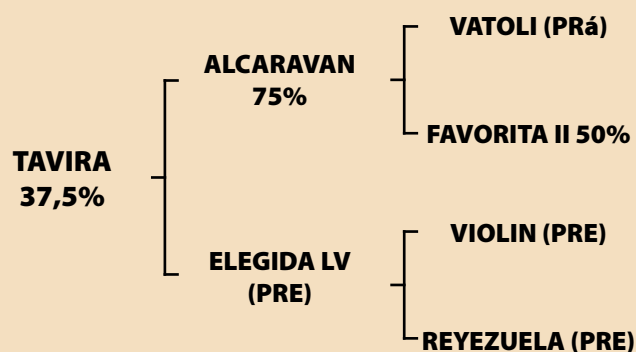 VATOLI (PRá)
ALCARAVAN
75%
FAVORITA II 50%
TAVIRA
37,5%
VIOLIN (PRE)
ELEGIDA LV
(PRE)
REYEZUELA (PRE)